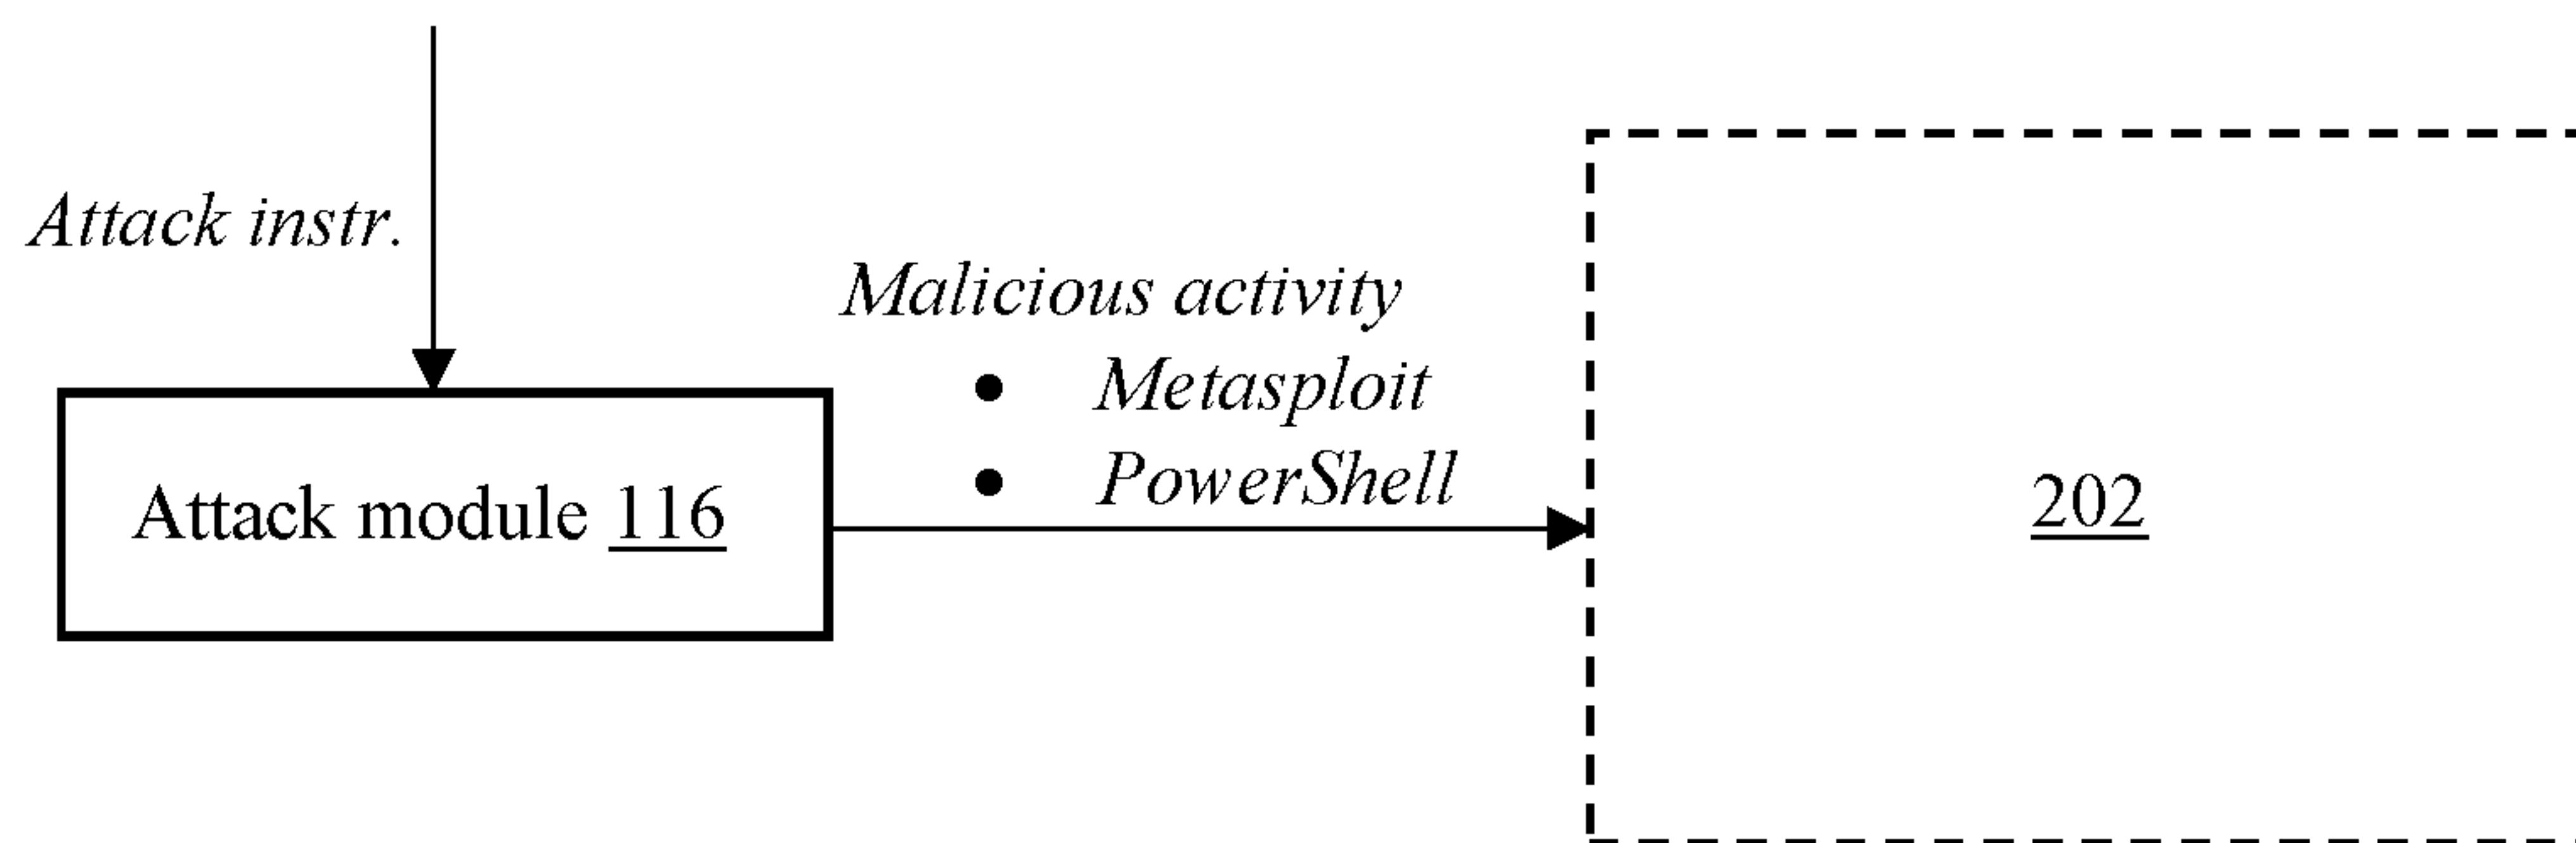 Attack instr.
Malicious activity
• Metasploit
• PowerShell
Attack module 116
202